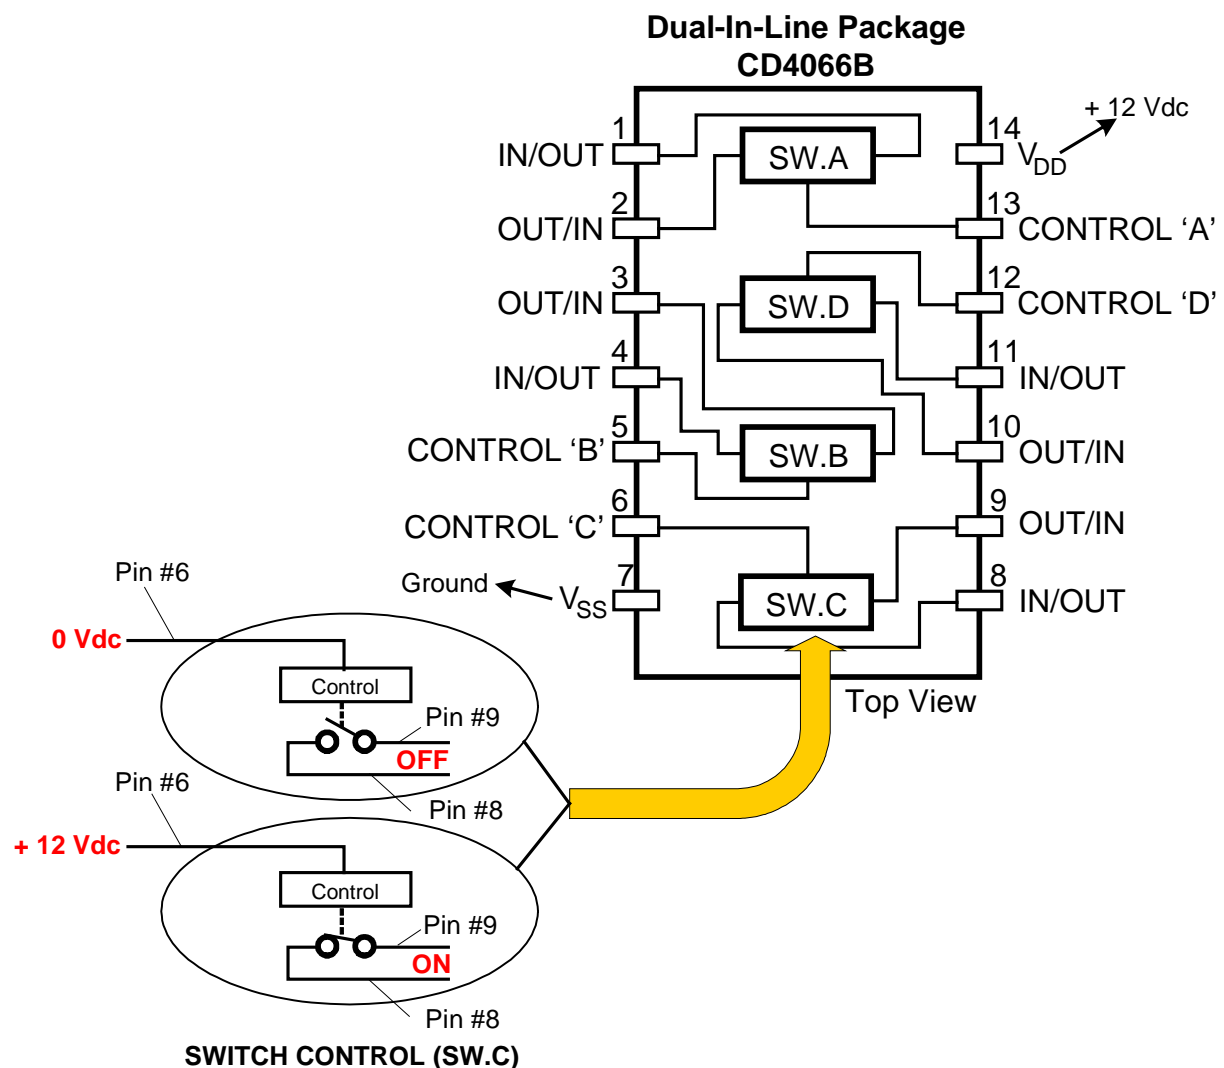 Dual-In-Line Package
CD4066B
1
IN/OUT
2
OUT/IN
3
OUT/IN
4
IN/OUT
5
CONTROL 'B'
6
CONTROL 'C'
7
VSS
Ground
SW.A
SW.D
SW.B
SW.C
14
VDD
+ 12 Vdc
13
CONTROL ‘A’
12
CONTROL ‘D’
11
IN/OUT
10
OUT/IN
9
OUT/IN
8
IN/OUT
Top View
Pin #6
0 Vdc
Control
Pin #9
OFF
Pin #8
Pin #6
+ 12 Vdc
Control
Pin #9
ON
Pin #8
SWITCH CONTROL (SW.C)